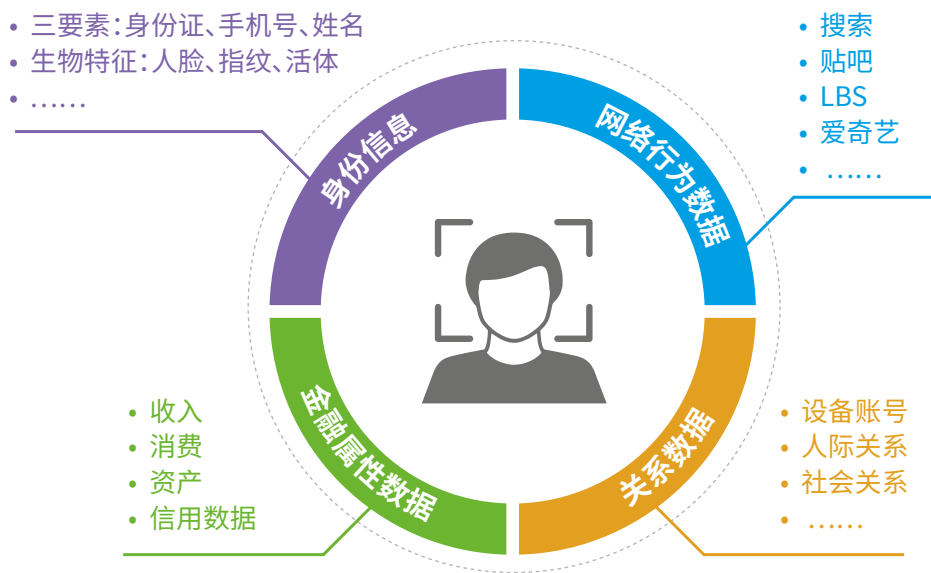 • 三要素：身份证、手机号、姓名
• 生物特征：人脸、指纹、活体
• ……
身份信息
• 搜索
• 贴吧
• LBS
• 爱奇艺
• ……
网络行为数据
• 收入
• 消费
• 资产
• 信用数据
金融属性数据
• 设备账号
• 人际关系
• 社会关系
• ……
关系数据